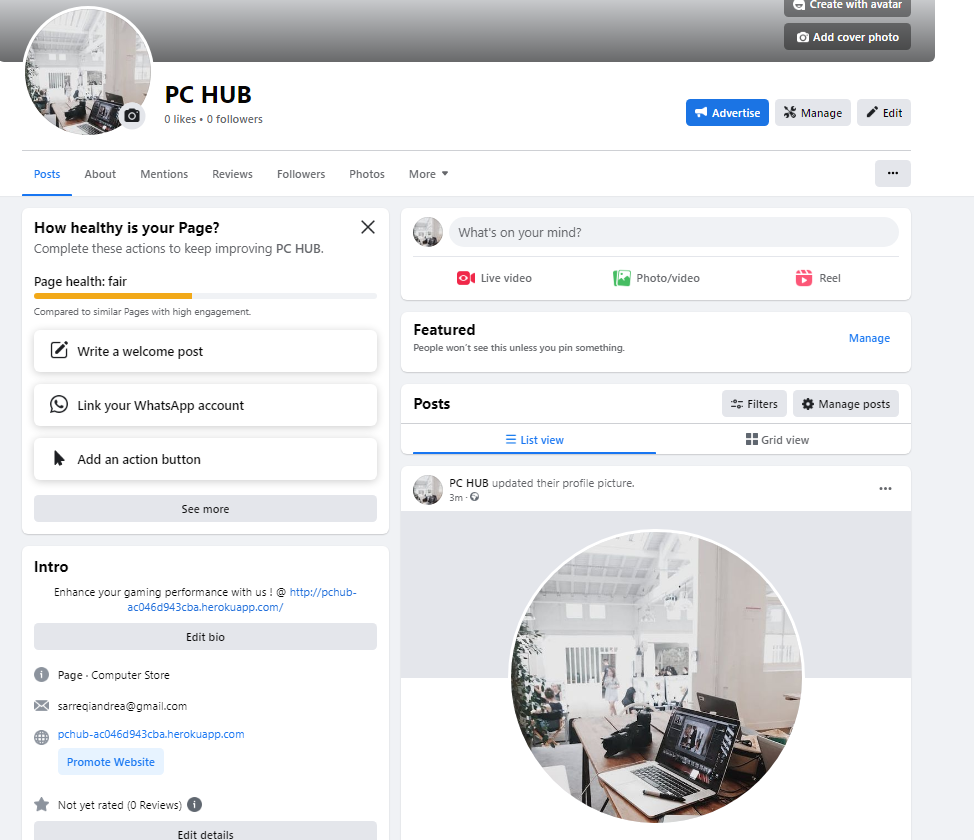 Create with avatar
Add cover photo
PC HUB
0 likes • 0 followers
Advertise
Manage
Edit
Posts
About
Mentions
Reviews
Followers
Photos
More
How healthy is your Page?
Complete these actions to keep improving PC HUB.
Page health: fair
Compared to similar Pages with high engagement.
Write a welcome post
Link your WhatsApp account
Add an action button
See more
Intro
Enhance your gaming performance with us ! @ http://pchub-
ac046d943cba.herokuapp.com/
Edit bio
Page · Computer Store
sarreqiandrea@gmail.com
pchub-ac046d943cba.herokuapp.com
Promote Website
Not yet rated (0 Reviews)
Edit details
What's on your mind?
Live video
Photo/video
Reel
Featured
People won't see this unless you pin something.
Manage
Posts
Filters
Manage posts
List view
Grid view
PC HUB updated their profile picture.
3m ·